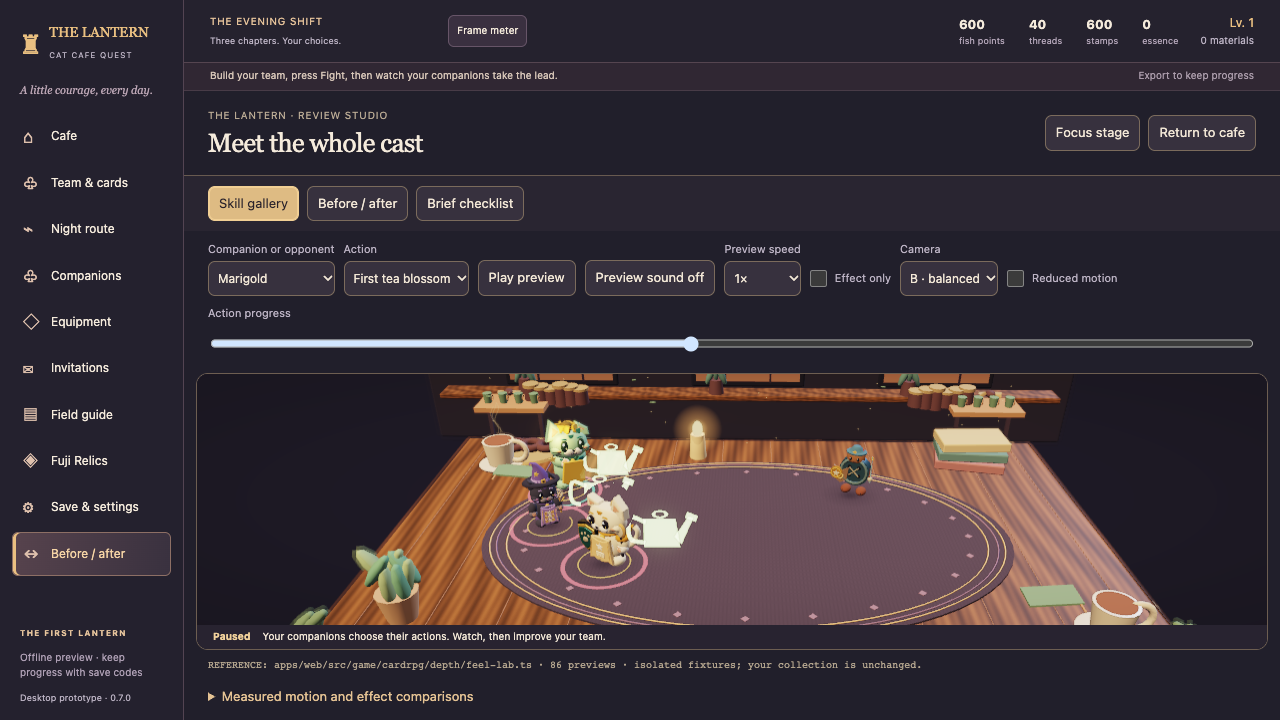 THE LANTERN
CAT CAFE QUEST
A little courage, every day.
Cafe
Team & cards
Night route
Companions
Equipment
Invitations
Field guide
Fuji Relics
Save & settings
Before / after
THE FIRST LANTERN
Offline preview · keep
progress with save codes
Desktop prototype · 0.7.0
THE EVENING SHIFT
Three chapters. Your choices.
Frame meter
600 fish points
40 threads
600 stamps
0 essence
Lv. 1
0 materials
Build your team, press Fight, then watch your companions take the lead.
Export to keep progress
THE LANTERN · REVIEW STUDIO
Meet the whole cast
Focus stage
Return to cafe
Skill gallery
Before / after
Brief checklist
Companion or opponent
Marigold
Action
First tea blossom
Play preview
Preview sound off
Preview speed
1x
Effect only
Camera
B · balanced
Reduced motion
Action progress
Paused Your companions choose their actions. Watch, then improve your team.
REFERENCE: apps/web/src/game/cardrpg/depth/feel-lab.ts · 86 previews · isolated fixtures; your collection is unchanged.
Measured motion and effect comparisons